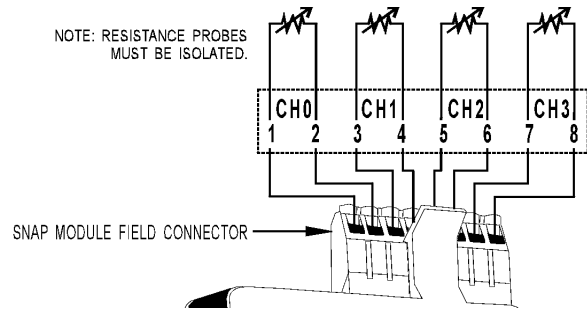 NOTE: RESISTANCE PROBES
MUST BE ISOLATED.
CH0 CH1 CH2 CH3
1 2 3 4 5 6 7 8
SNAP MODULE FIELD CONNECTOR